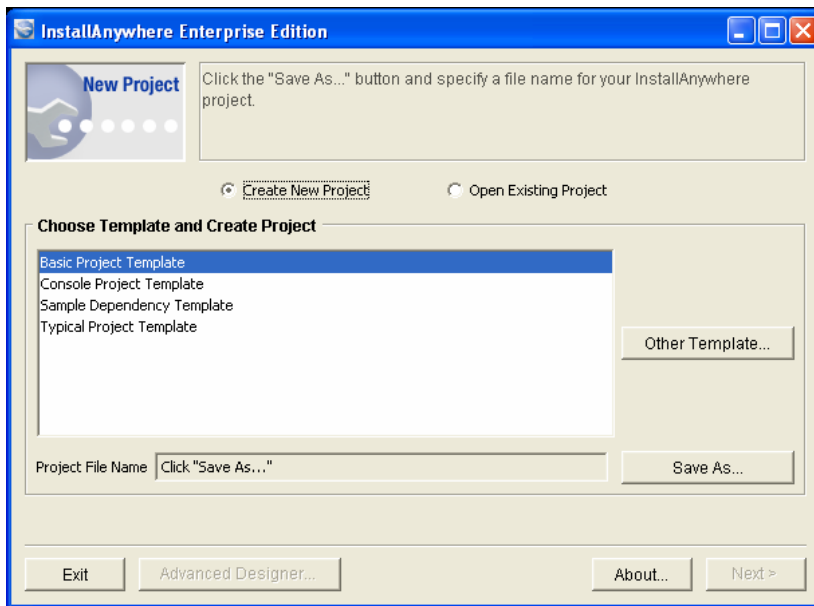 InstallAnywhere Enterprise Edition
New Project
Click the "Save As..." button and specify a file name for your InstallAnywhere
project.
Create New Project
Open Existing Project
Choose Template and Create Project
Basic Project Template
Console Project Template
Sample Dependency Template
Typical Project Template
Other Template...
Project File Name
Click "Save As..."
Save As...
Exit
Advanced Designer...
About...
Next >